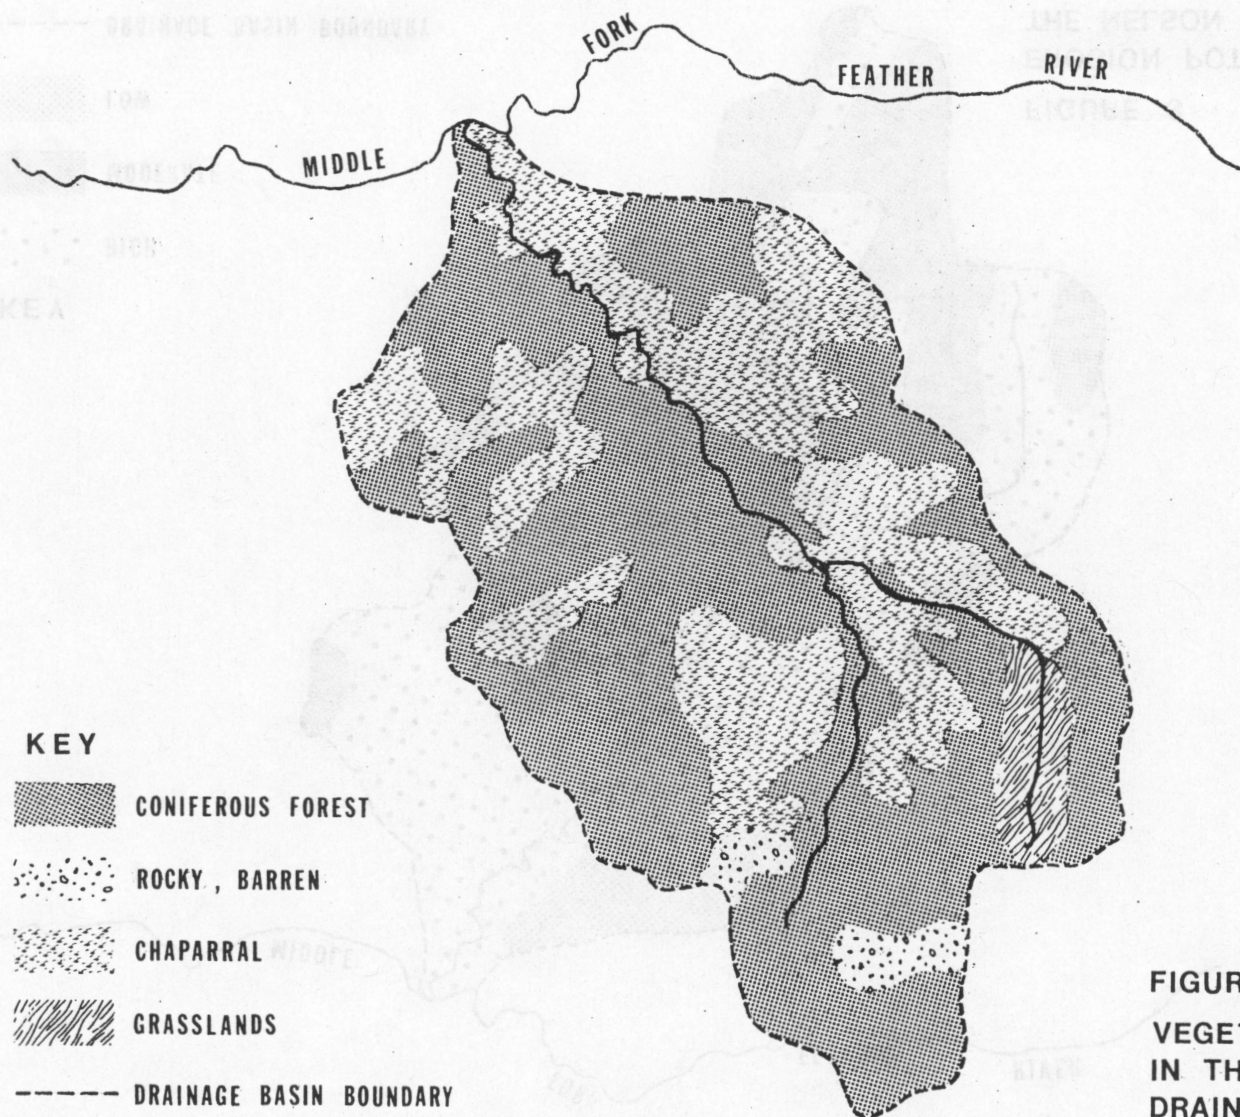 MIDDLE FORK FEATHER RIVER
KEY
CONIFEROUS FOREST
ROCKY, BARREN
CHAPARRAL
GRASSLANDS
DRAINAGE BASIN BOUNDARY
FIGUR
VEGET
IN TH
DRAIN